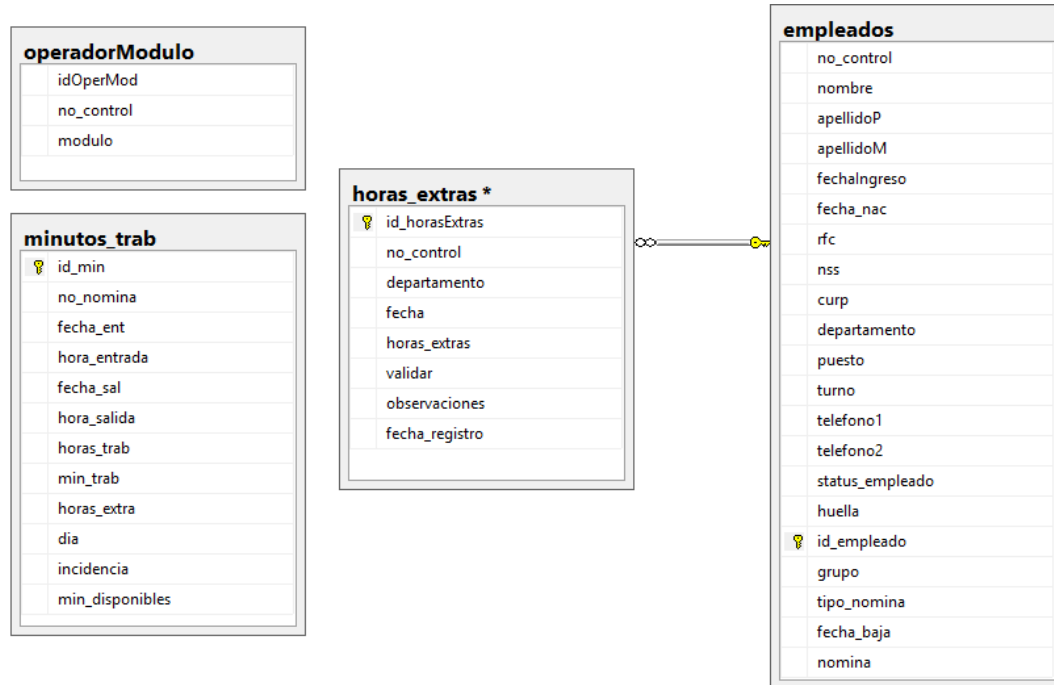 operadorModulo
idOperMod
no_control
modulo
minutos_trab
id_min
no_nomina
fecha_ent
hora_entrada
fecha_sal
hora_salida
horas_trab
min_trab
horas_extra
dia
incidencia
min_disponibles
horas_extras *
id_horasExtras
no_control
departamento
fecha
horas_extras
validar
observaciones
fecha_registro
empleados
no_control
nombre
apellidoP
apellidoM
fechaIngreso
fecha_nac
rfc
nss
curp
departamento
puesto
turno
telefono1
telefono2
status_empleado
huella
id_empleado
grupo
tipo_nomina
fecha_baja
nomina